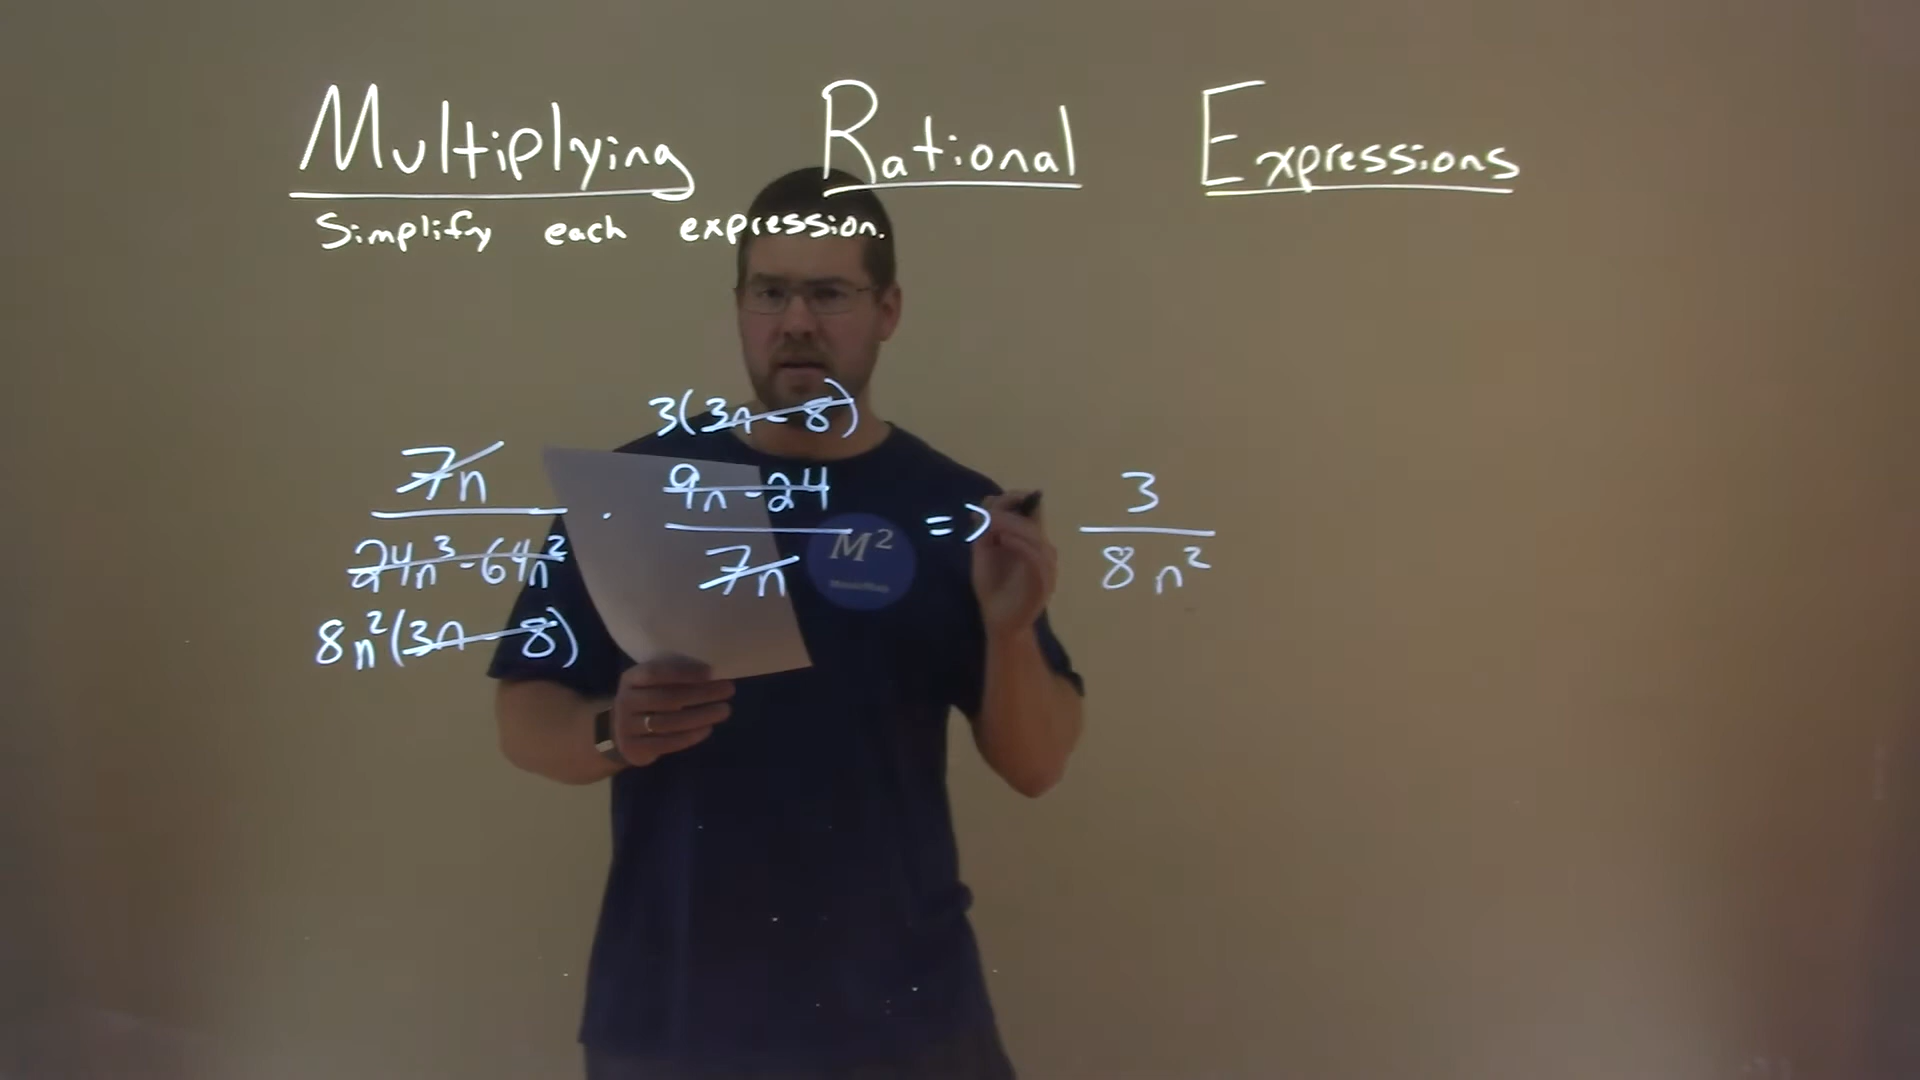 Multiplying Rational Expressions
Simplify each expression.
3(3n-8)
7n / 24n³-64n² · 9n-24 / 7n => 3 / 8n²
8n²(3n-8)
M²